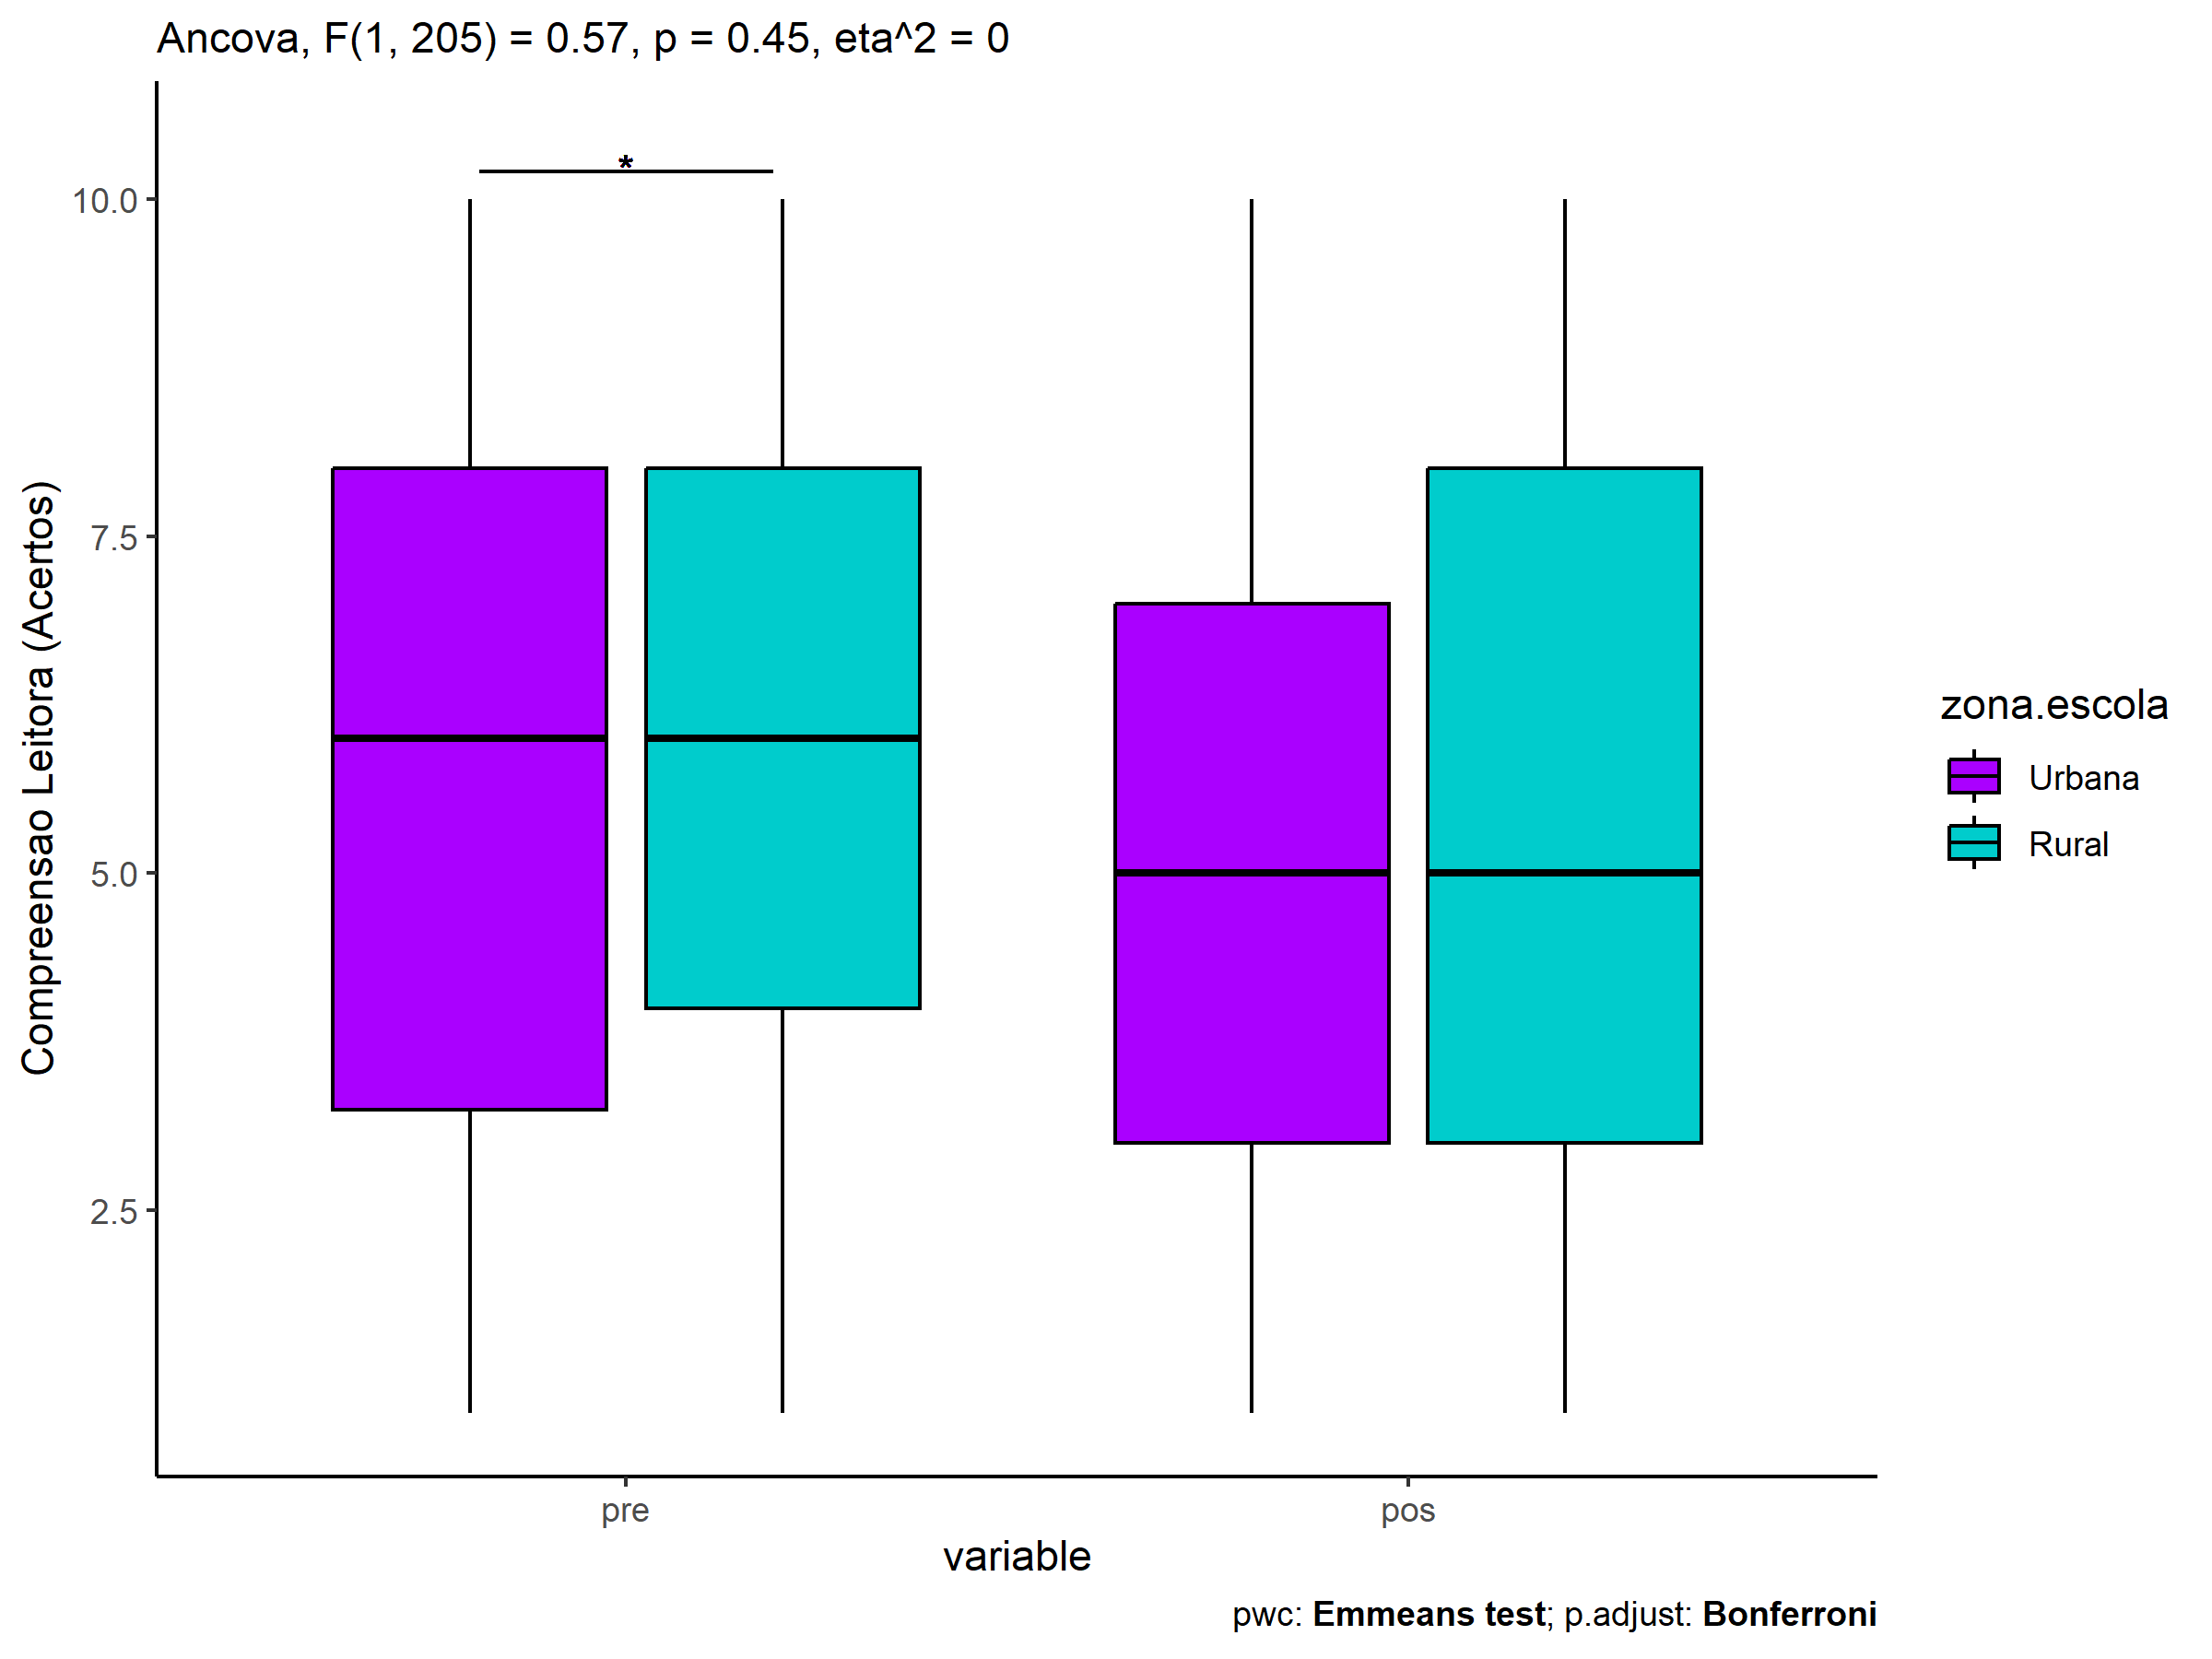 Ancova, F(1, 205) = 0.57, p = 0.45, eta^2 = 0
*
10.0
7.5
5.0
2.5
Compreensao Leitora (Acertos)
pre
pos
variable
zona.escola
Urbana
Rural
pwc: Emmeans test; p.adjust: Bonferroni